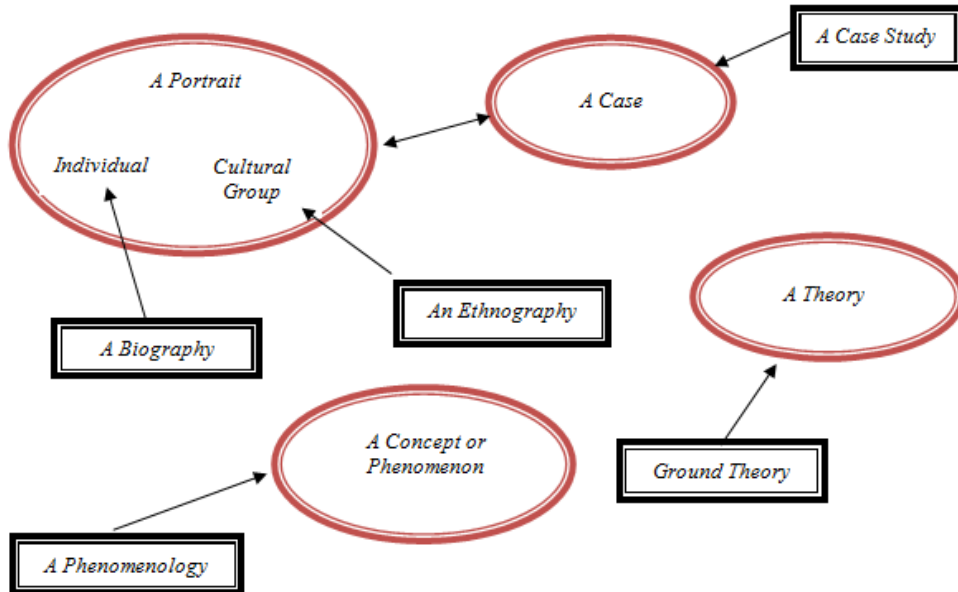 A Case Study
A Portrait
A Case
Individual
Cultural
Group
A Theory
An Ethnography
A Biography
A Concept or
Phenomenon
Ground Theory
A Phenomenology